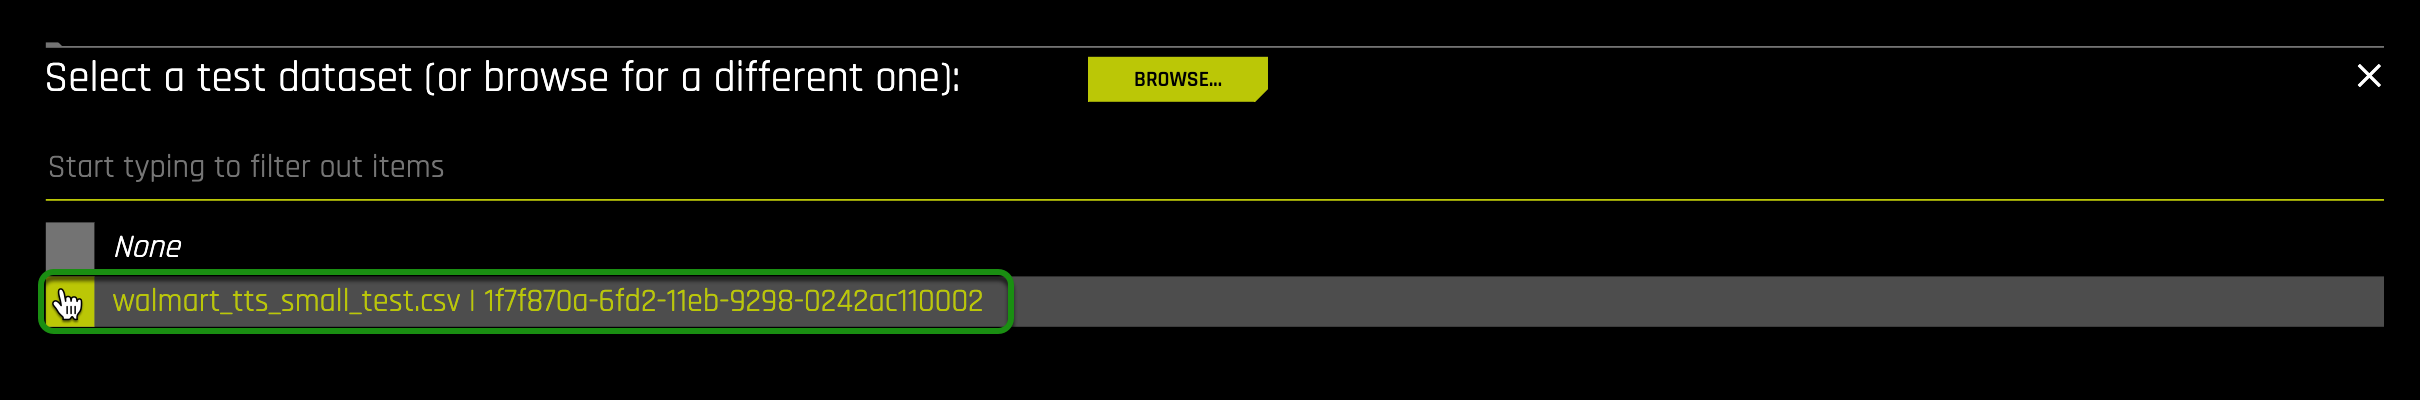 Select a test dataset (or browse for a different one):
BROWSE...
Start typing to filter out items
None
walmart_tts_small_test.csv | 1f7f870a-6fd2-11eb-9298-0242ac110002